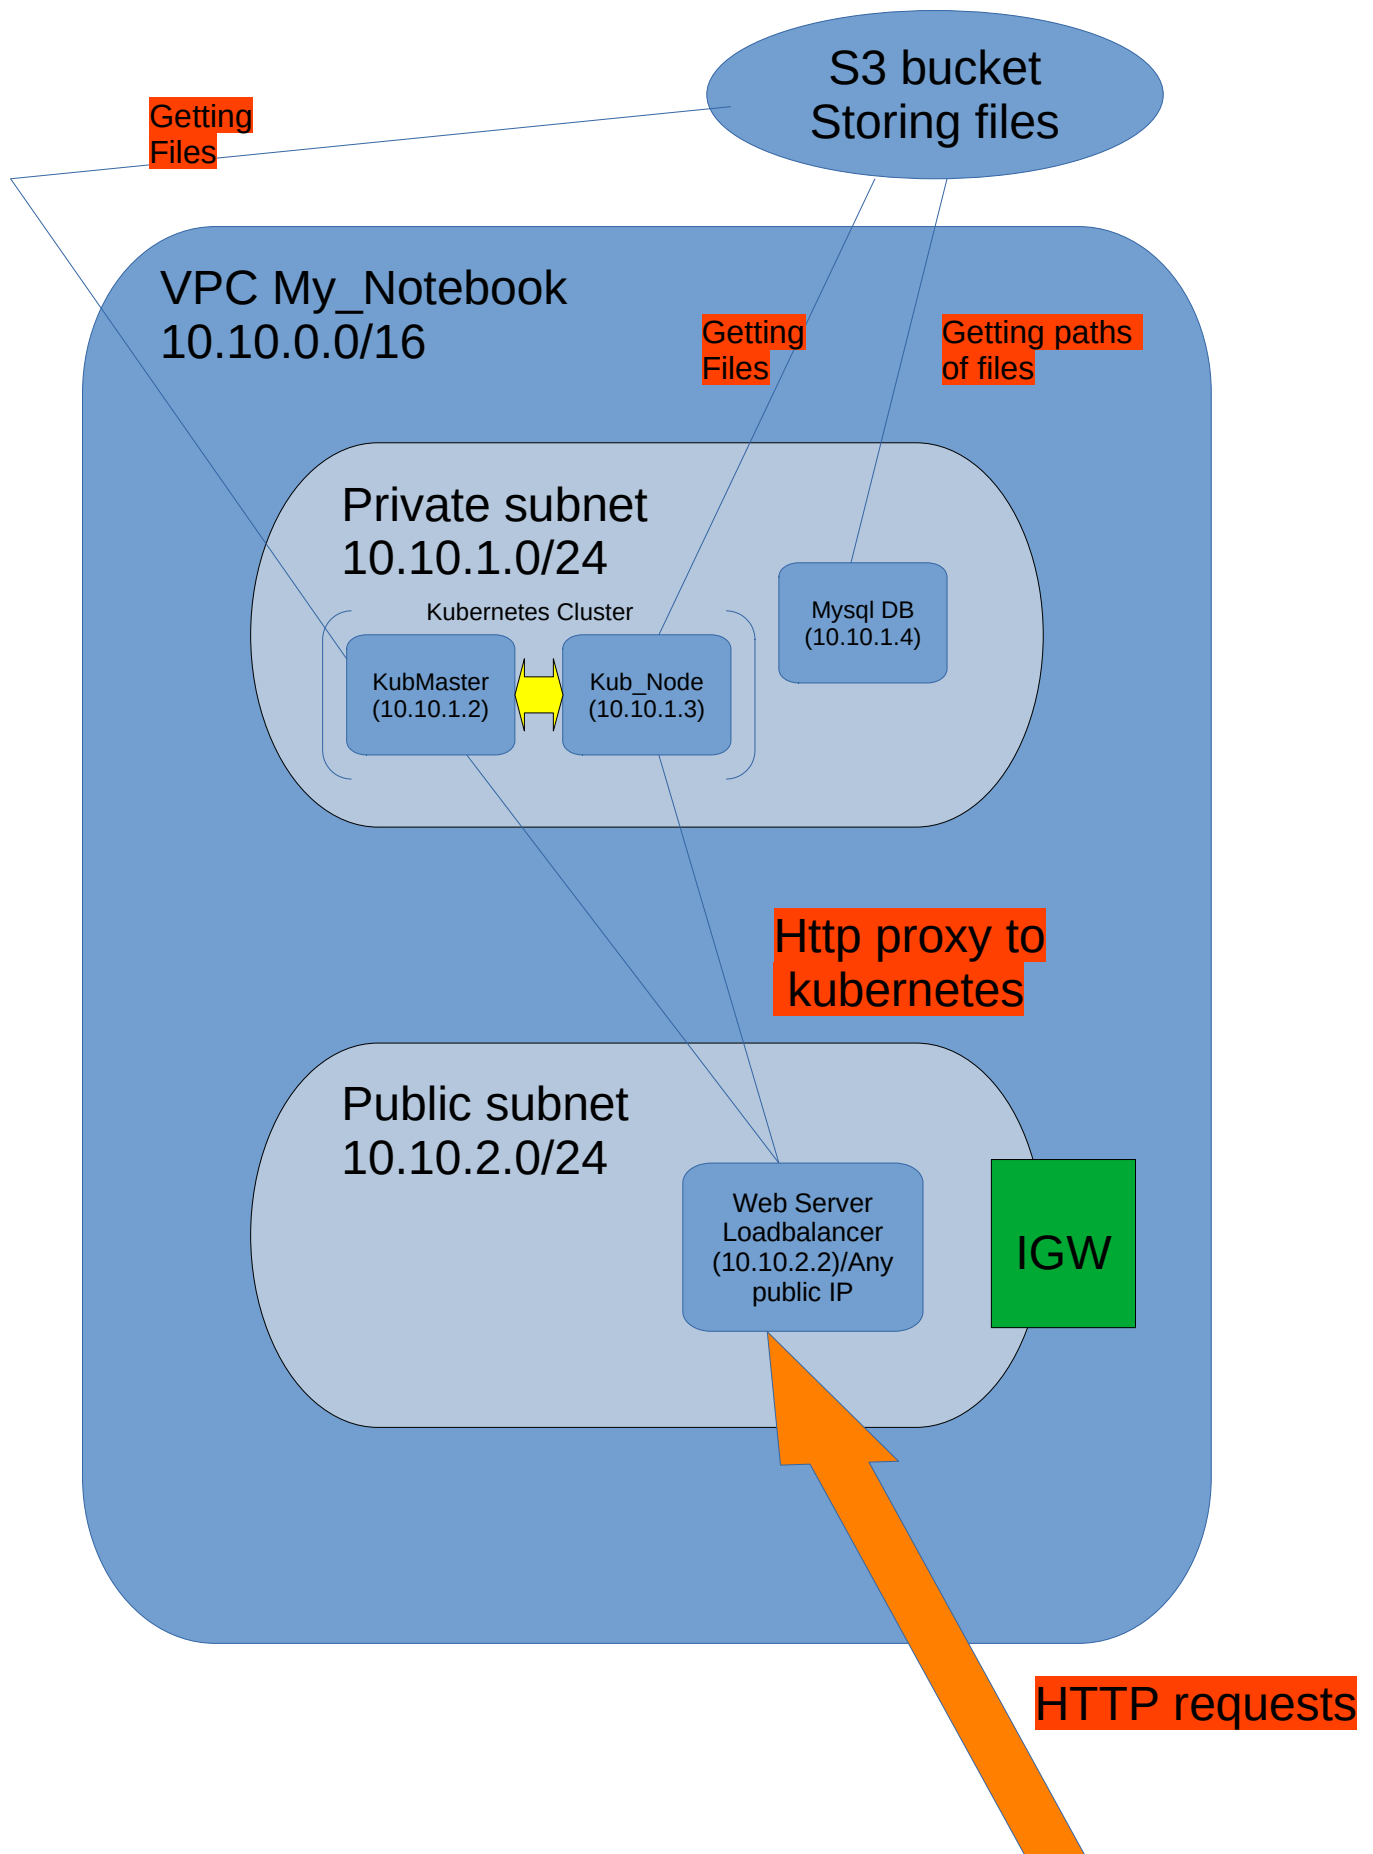 S3 bucket
Storing files
Getting
Files
VPC My_Notebook
10.10.0.0/16
Getting
Files
Getting paths
of files
Private subnet
10.10.1.0/24
Kubernetes Cluster
Mysql DB
(10.10.1.4)
KubMaster
(10.10.1.2)
Kub_Node
(10.10.1.3)
Http proxy to
kubernetes
Public subnet
10.10.2.0/24
Web Server
Loadbalancer
(10.10.2.2)/Any
public IP
IGW
HTTP requests